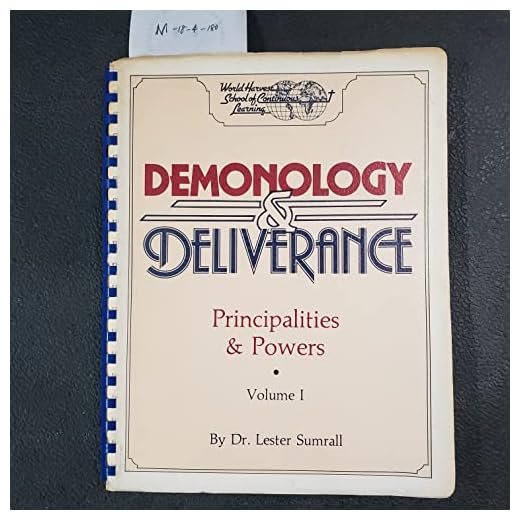 M-18-4-180
World Harvest
School of Continuous
Learning
DEMONOLOGY
&
DELIVERANCE
Principalities
& Powers
•
Volume I
By Dr. Lester Sumrall